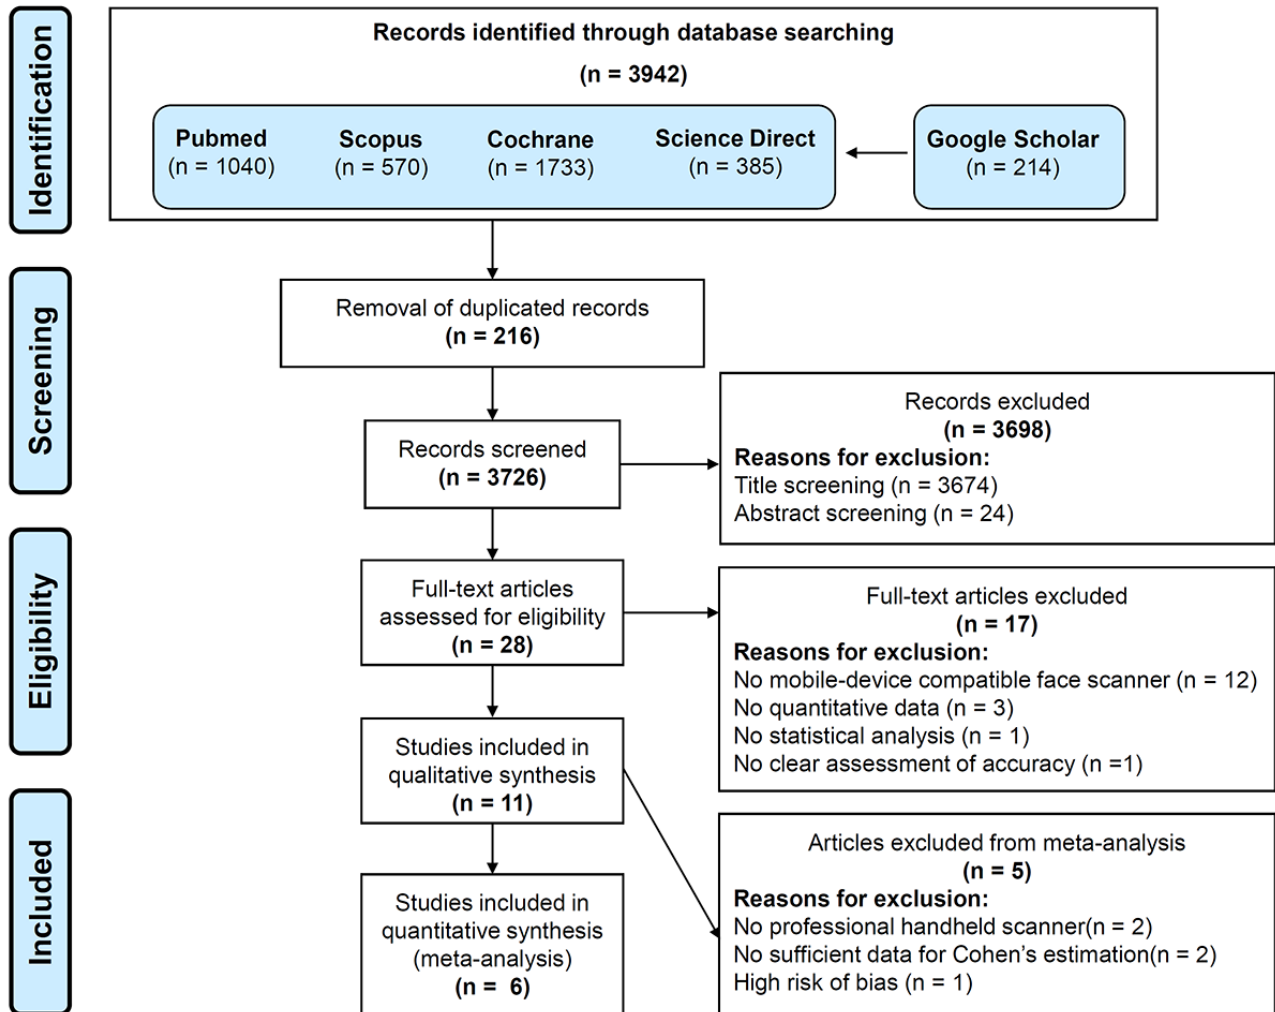 Identification
Records identified through database searching
(n = 3942)
Pubmed
(n = 1040)
Scopus
(n = 570)
Cochrane
(n = 1733)
Science Direct
(n = 385)
Google Scholar
(n = 214)
Screening
Removal of duplicated records
(n = 216)
Records screened
(n = 3726)
Records excluded
(n = 3698)
Reasons for exclusion:
Title screening (n = 3674)
Abstract screening (n = 24)
Eligibility
Full-text articles
assessed for eligibility
(n = 28)
Full-text articles excluded
(n = 17)
Reasons for exclusion:
No mobile-device compatible face scanner (n = 12)
No quantitative data (n = 3)
No statistical analysis (n = 1)
No clear assessment of accuracy (n =1)
Studies included in
qualitative synthesis
(n = 11)
Included
Articles excluded from meta-analysis
(n = 5)
Reasons for exclusion:
No professional handheld scanner(n = 2)
No sufficient data for Cohen's estimation(n = 2)
High risk of bias (n = 1)
Studies included in
quantitative synthesis
(meta-analysis)
(n = 6)